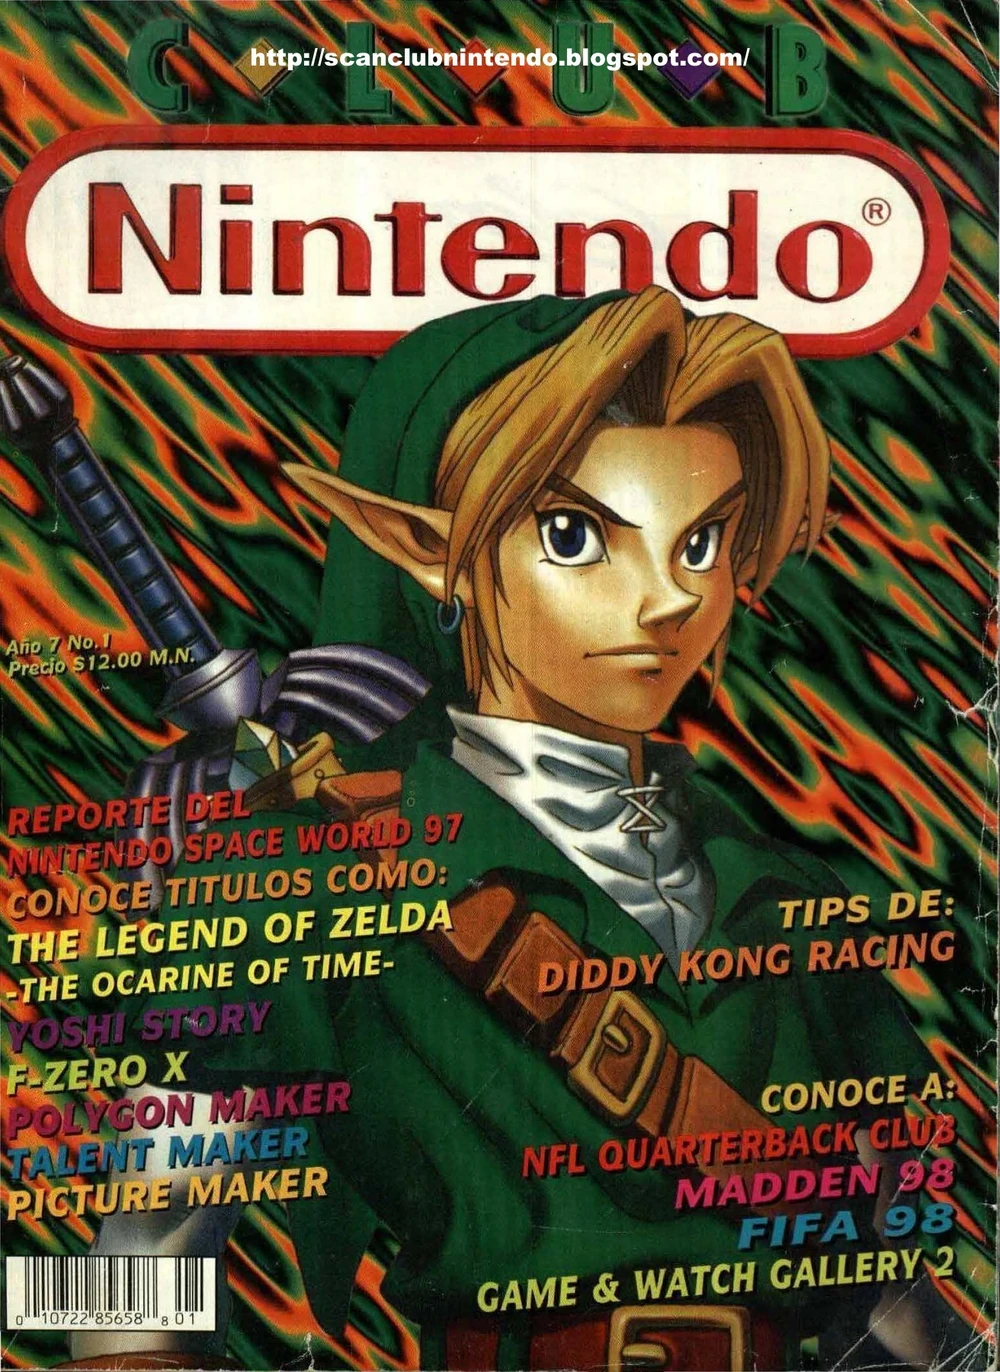 http://scanclubnintendo.blogspot.com/
CLUB
Nintendo®
Año 7 No.1
Precio $12.00 M.N.
REPORTE DEL
NINTENDO SPACE WORLD 97
CONOCE TITULOS COMO:
THE LEGEND OF ZELDA
-THE OCARINE OF TIME-
YOSHI STORY
F-ZERO X
POLYGON MAKER
TALENT MAKER
PICTURE MAKER
TIPS DE:
DIDDY KONG RACING
CONOCE A:
NFL QUARTERBACK CLUB
MADDEN 98
FIFA 98
GAME & WATCH GALLERY 2
0 10722 85658 8 01